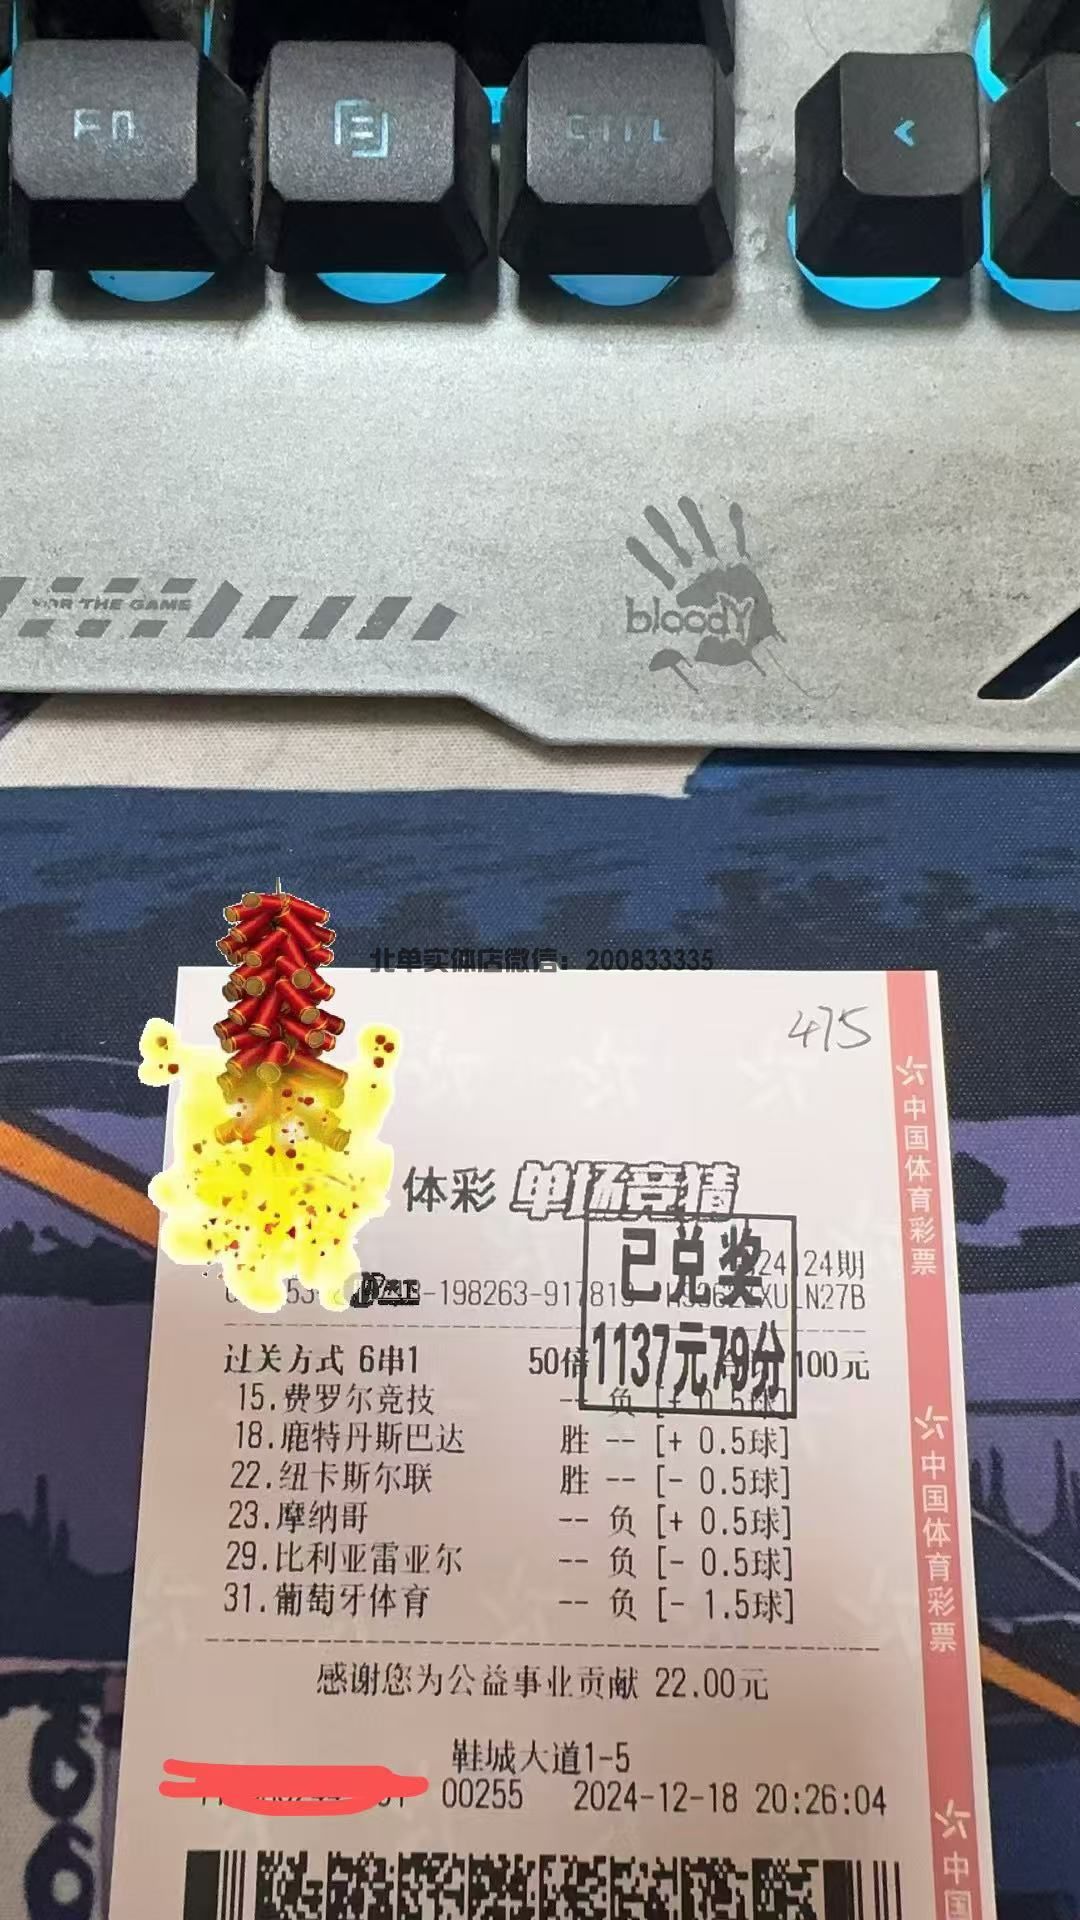 Fn
CTRL
<
FOR THE GAME
bloody
北单实体店微信：200833335
475
体彩 单场竞猜
已兑奖
24期
-198263-91781
LN27B
1137元79分
过关方式 6串1 50倍 100元
15.费罗尔竞技 -- 负 [+ 0.5球]
18.鹿特丹斯巴达 胜 -- [+ 0.5球]
22.纽卡斯尔联 胜 -- [- 0.5球]
23.摩纳哥 -- 负 [+ 0.5球]
29.比利亚雷亚尔 -- 负 [- 0.5球]
31.葡萄牙体育 -- 负 [- 1.5球]
感谢您为公益事业贡献 22.00元
鞋城大道1-5
00255 2024-12-18 20:26:04
中国体育彩票
中国体育彩票
中国